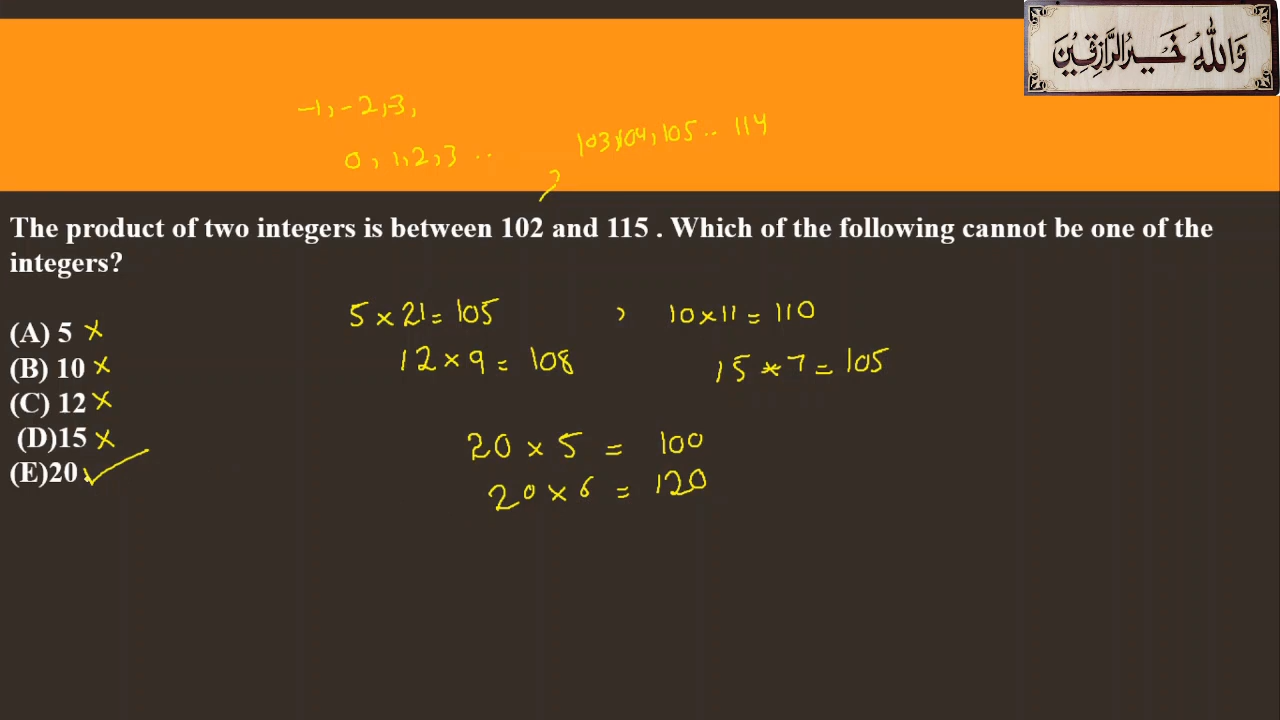 وَاللَّهُ خَيْرُ الرَّازِقِينَ
-1, -2, -3,
0, 1, 2, 3 ..
103, 104, 105 .. 114
The product of two integers is between 102 and 115 . Which of the following cannot be one of the
integers?
5 × 21 = 105 , 10 × 11 = 110
(A) 5 ×
12 × 9 = 108 15 * 7 = 105
(B) 10 ×
(C) 12 ×
(D)15 ×
20 × 5 = 100
(E)20 ✓
20 × 6 = 120